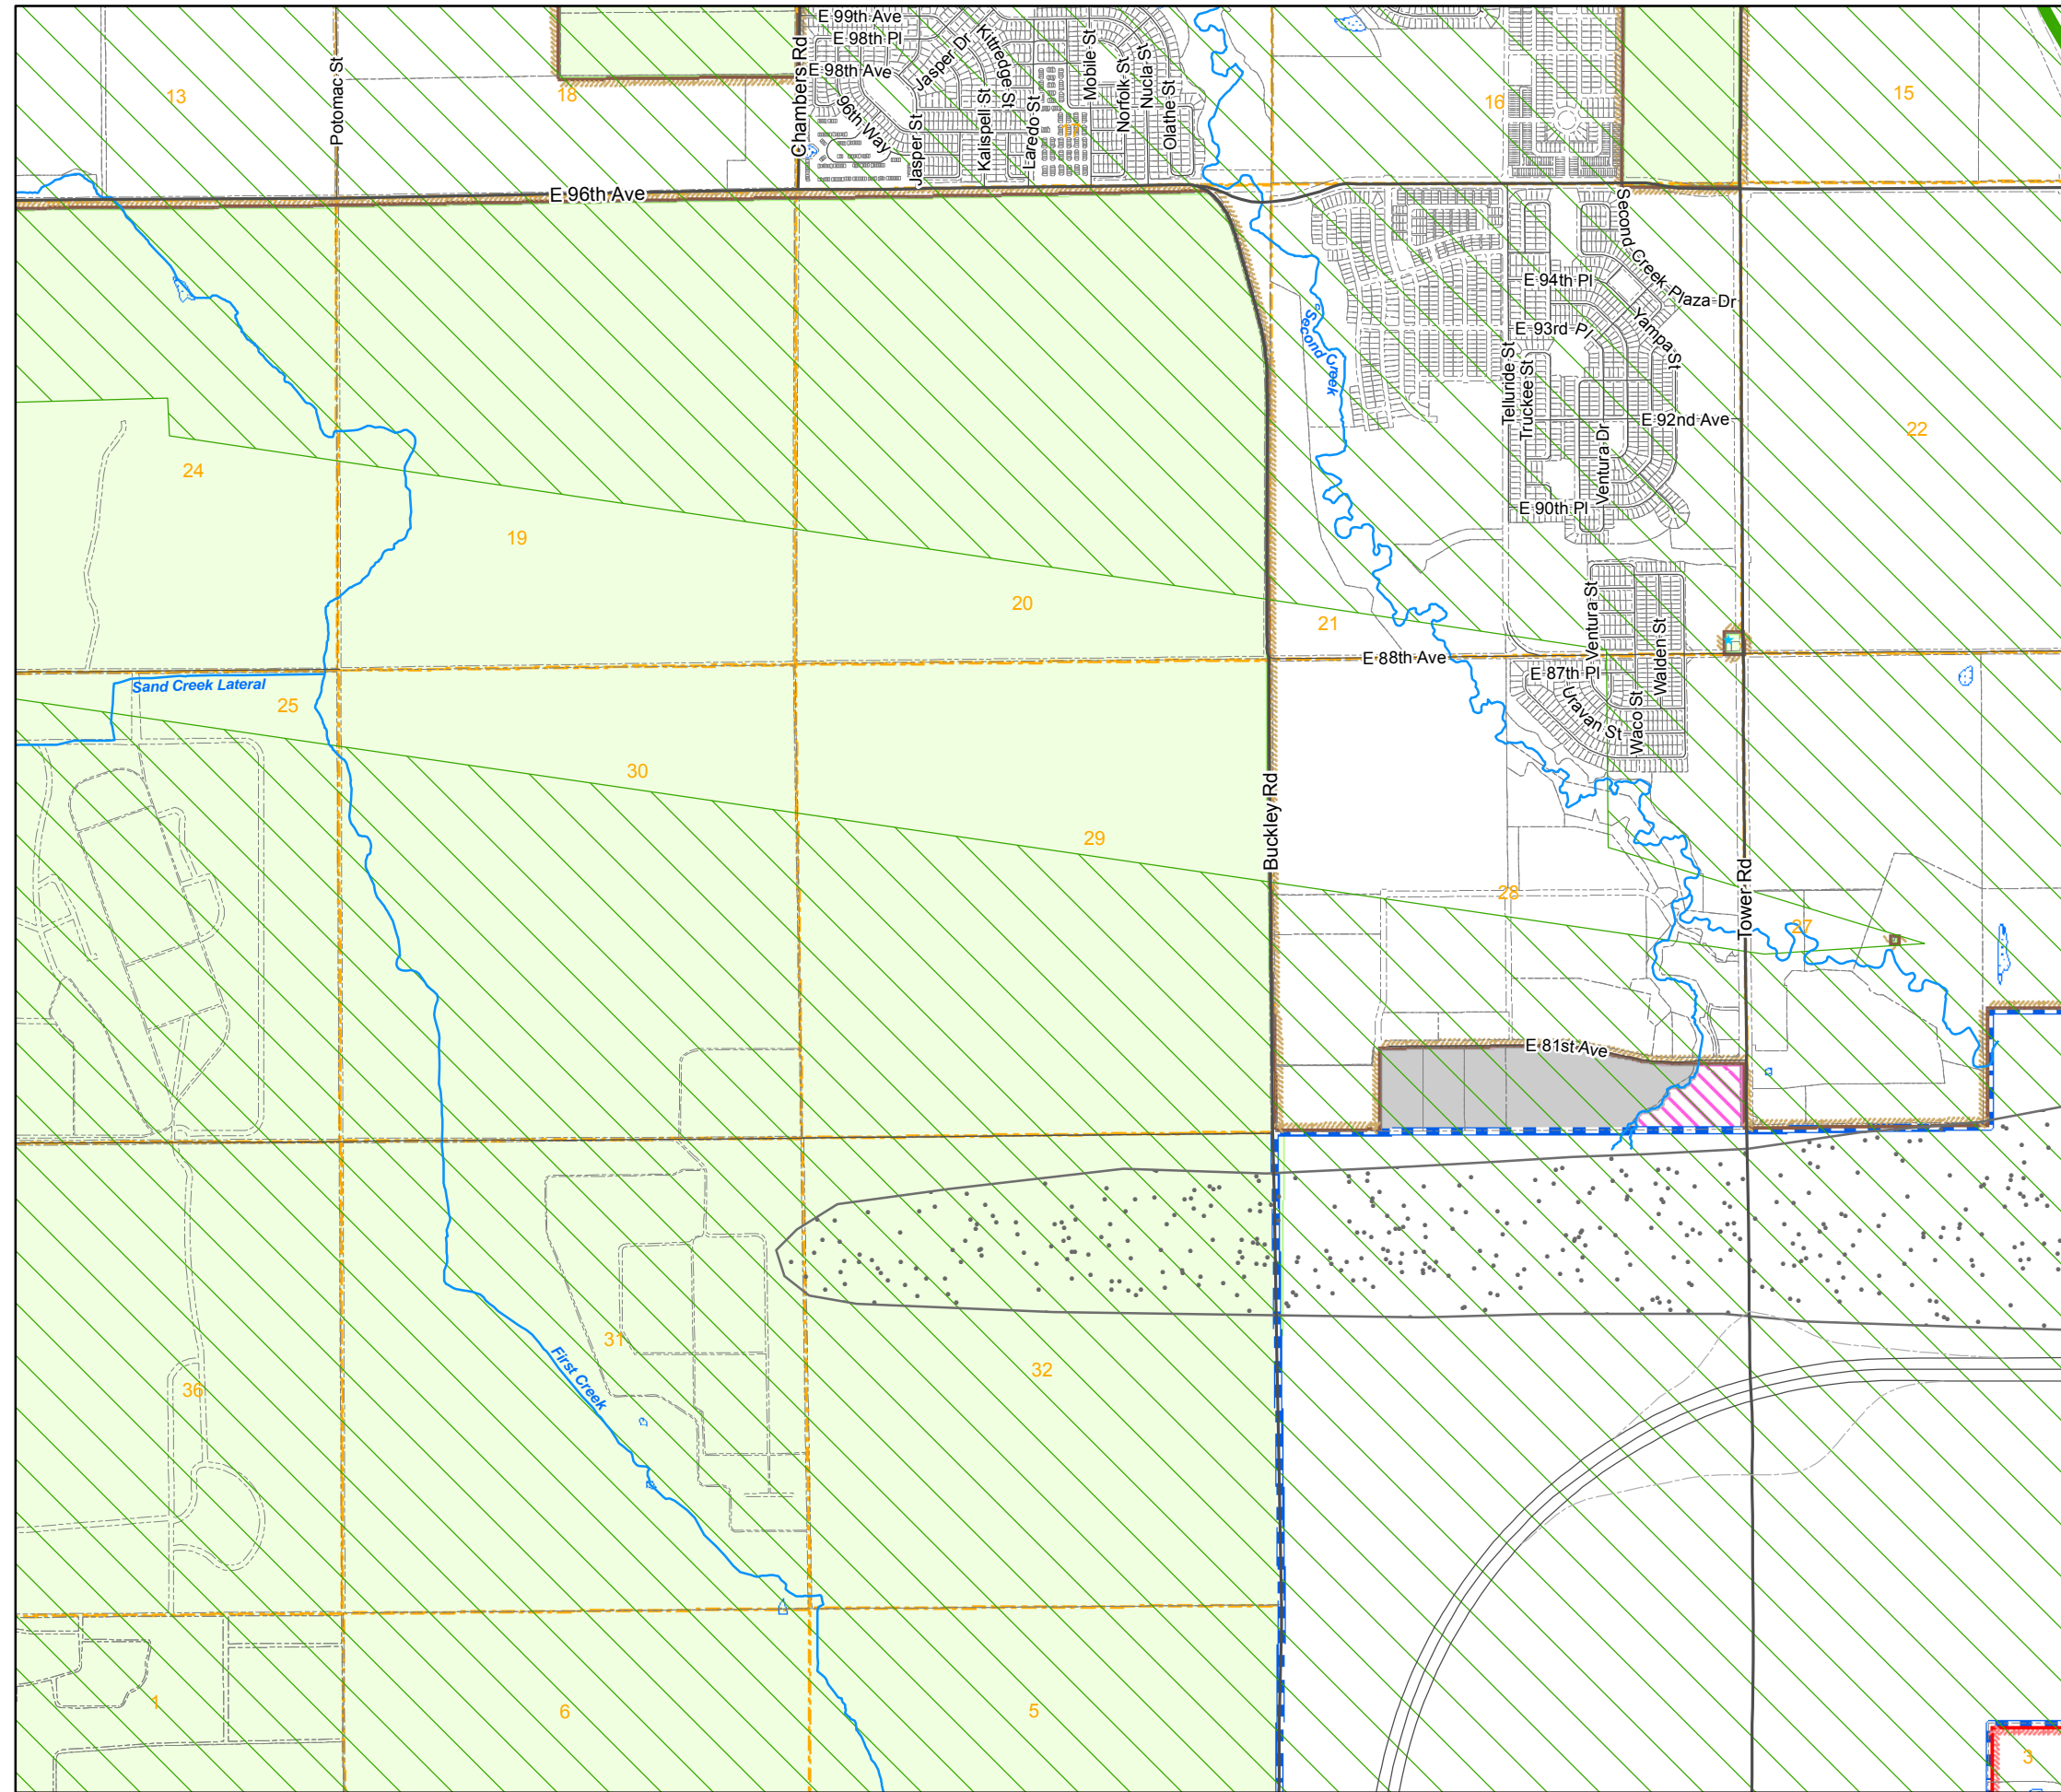 E 99th Ave
E 98th Pl
E 98th Ave
96th Way
Jasper Dr
Kittredge St
Mobile St
Norfolk St
Nucla St
Olathe St
Kalispell St
Laredo St
Jasper St
Chambers Rd
Potomac St
13
18
17
16
15
E 96th Ave
Second Creek Plaza Dr
E 94th Pl
E 93rd Pl
Yampa St
Second Creek
Telluride St
Truckee St
E 92nd Ave
Ventura Dr
22
24
E 90th Pl
19
20
21
Ventura St
Walden St
E 88th Ave
E 87th Pl
Uravan St
Waco St
Sand Creek Lateral
25
30
29
Buckley Rd
28
Tower Rd
27
E 81st Ave
31
First Creek
32
36
1
6
5
3